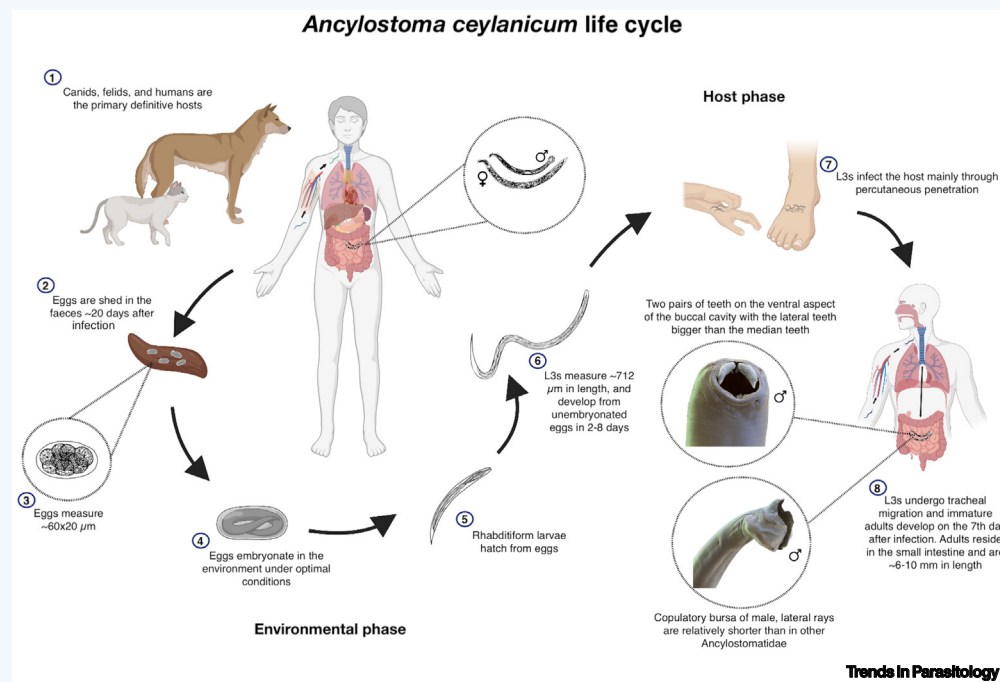 Ancylostoma ceylanicum life cycle
1
Canids, felids, and humans are
the primary definitive hosts
♂
♀
2
Eggs are shed in the
faeces ~20 days after
infection
3
Eggs measure
~60x20 µm
4
Eggs embryonate in the
environment under optimal
conditions
5
Rhabditiform larvae
hatch from eggs
6
L3s measure ~712
µm in length, and
develop from
unembryonated
eggs in 2-8 days
Environmental phase
Host phase
7
L3s infect the host mainly through
percutaneous penetration
Two pairs of teeth on the ventral aspect
of the buccal cavity with the lateral teeth
bigger than the median teeth
♂
♂
Copulatory bursa of male, lateral rays
are relatively shorter than in other
Ancylostomatidae
8
L3s undergo tracheal
migration and immature
adults develop on the 7th da
after infection. Adults reside
in the small intestine and are
~6-10 mm in length
Trends in Parasitology